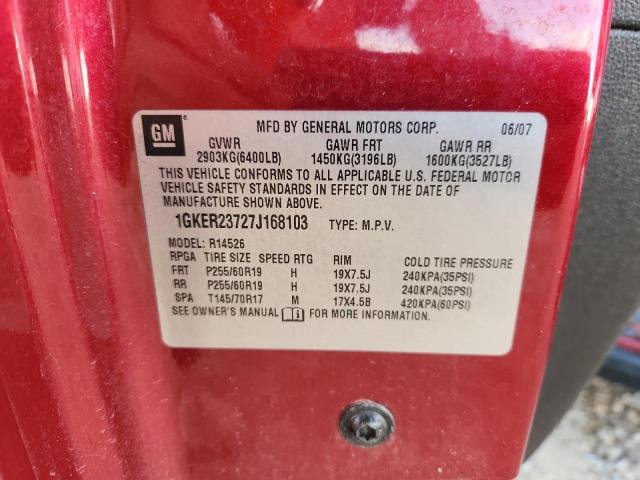 GM MFD BY GENERAL MOTORS CORP. 06/07
GVWR GAWR FRT GAWR RR
2903KG(6400LB) 1450KG(3196LB) 1600KG(3527LB)
THIS VEHICLE CONFORMS TO ALL APPLICABLE U.S. FEDERAL MOTOR
VEHICLE SAFETY STANDARDS IN EFFECT ON THE DATE OF
MANUFACTURE SHOWN ABOVE.
1GKER23727J168103 TYPE: M.P.V.
MODEL: R14526
RPGA TIRE SIZE SPEED RTG RIM COLD TIRE PRESSURE
FRT P255/60R19 H 19X7.5J 240KPA(35PSI)
RR P255/60R19 H 19X7.5J 240KPA(35PSI)
SPA T145/70R17 M 17X4.5B 420KPA(60PSI)
SEE OWNER'S MANUAL FOR MORE INFORMATION.